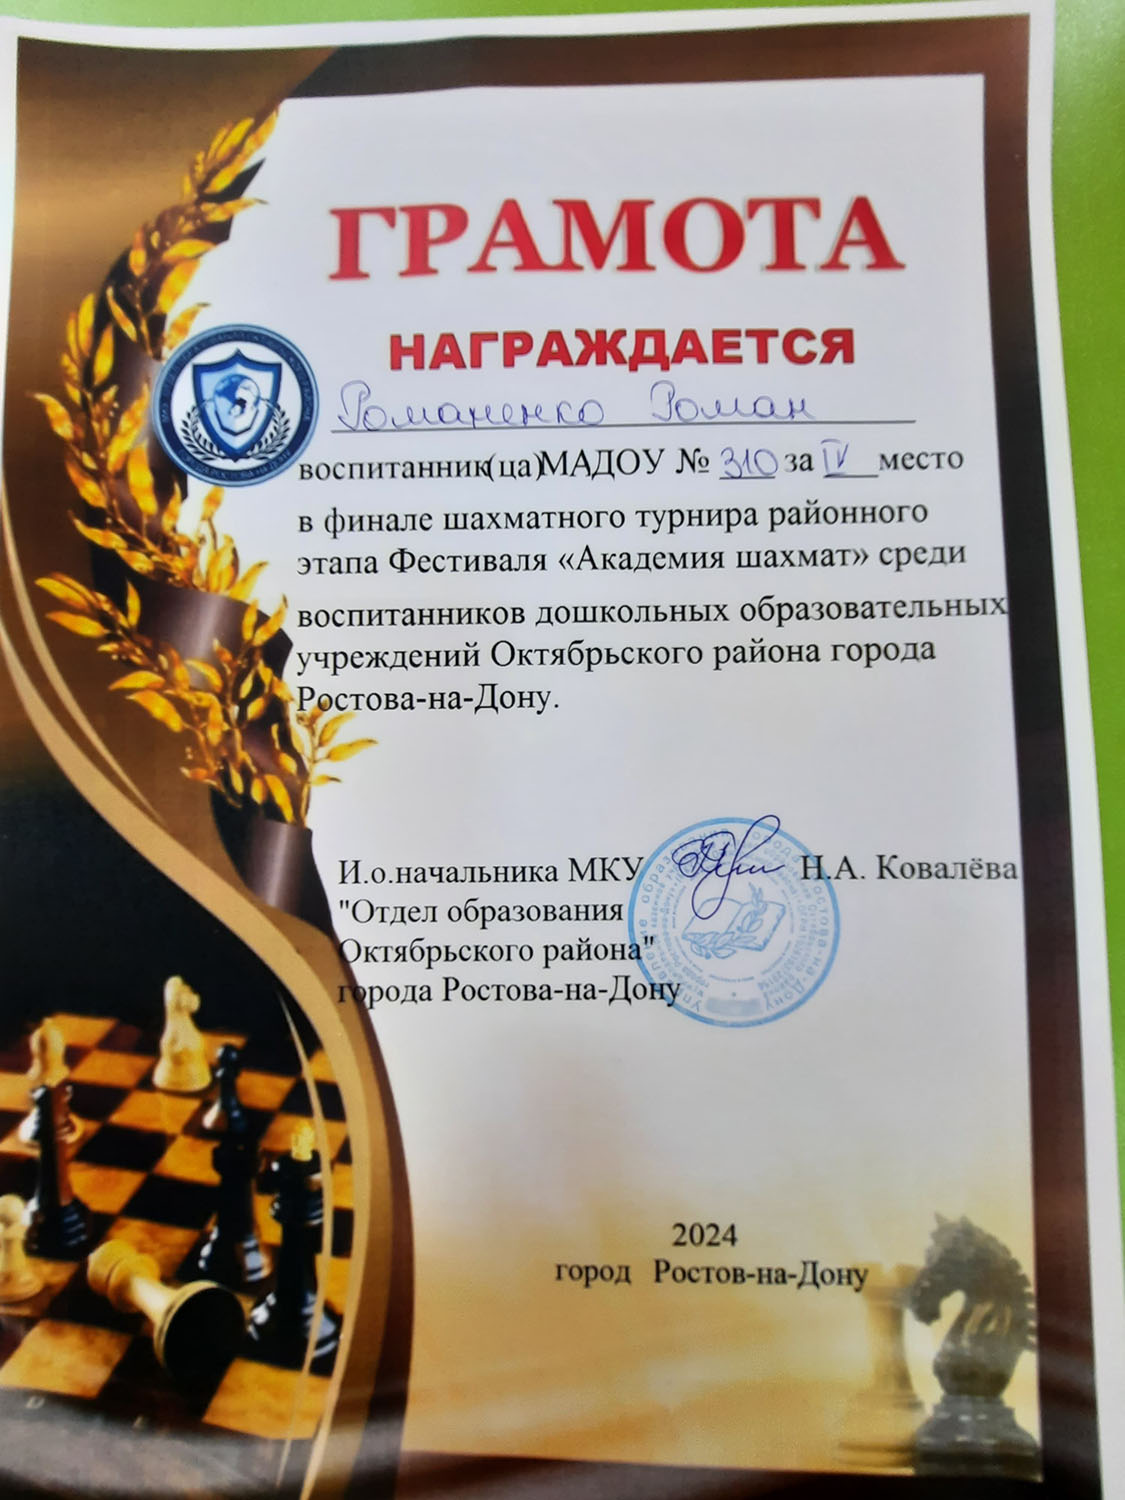 ГРАМОТА
НАГРАЖДАЕТСЯ
Романенко Роман
воспитанник(ца)МАДОУ № 310 за IV место
в финале шахматного турнира районного
этапа Фестиваля «Академия шахмат» среди
воспитанников дошкольных образовательных
учреждений Октябрьского района города
Ростова-на-Дону.
И.о.начальника МКУ Н.А. Ковалёва
"Отдел образования
Октябрьского района"
города Ростова-на-Дону
2024
город Ростов-на-Дону